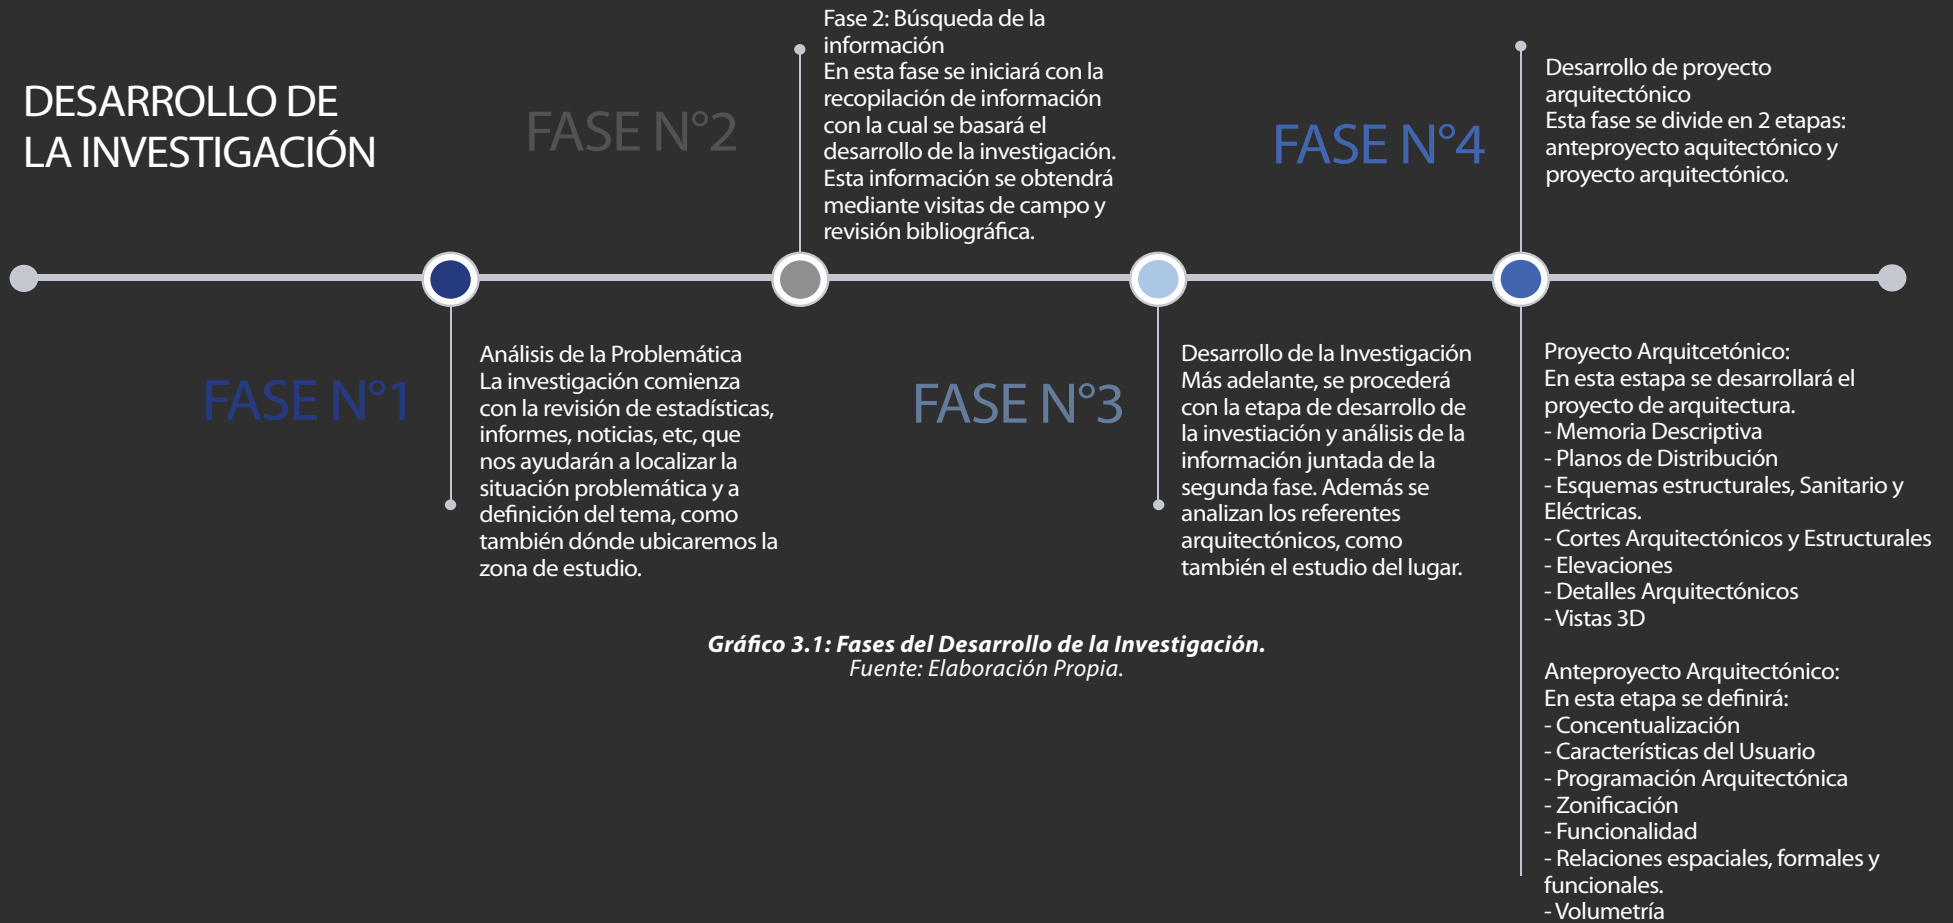 DESARROLLO DE
LA INVESTIGACIÓN
FASE N°1
Análisis de la Problemática
La investigación comienza
con la revisión de estadísticas,
informes, noticias, etc, que
nos ayudarán a localizar la
situación problemática y a
definición del tema, como
también dónde ubicaremos la
zona de estudio.
FASE N°2
Fase 2: Búsqueda de la
información
En esta fase se iniciará con la
recopilación de información
con la cual se basará el
desarrollo de la investigación.
Esta información se obtendrá
mediante visitas de campo y
revisión bibliográfica.
FASE N°3
Desarrollo de la Investigación
Más adelante, se procederá
con la etapa de desarrollo de
la investiación y análisis de la
información juntada de la
segunda fase. Además se
analizan los referentes
arquitectónicos, como
también el estudio del lugar.
FASE N°4
Desarrollo de proyecto
arquitectónico
Esta fase se divide en 2 etapas:
anteproyecto aquitectónico y
proyecto arquitectónico.
Proyecto Arquitcetónico:
En esta estapa se desarrollará el
proyecto de arquitectura.
- Memoria Descriptiva
- Planos de Distribución
- Esquemas estructurales, Sanitario y
Eléctricas.
- Cortes Arquitectónicos y Estructurales
- Elevaciones
- Detalles Arquitectónicos
- Vistas 3D
Anteproyecto Arquitectónico:
En esta etapa se definirá:
- Concentualización
- Características del Usuario
- Programación Arquitectónica
- Zonificación
- Funcionalidad
- Relaciones espaciales, formales y
funcionales.
- Volumetría
Gráfico 3.1: Fases del Desarrollo de la Investigación.
Fuente: Elaboración Propia.